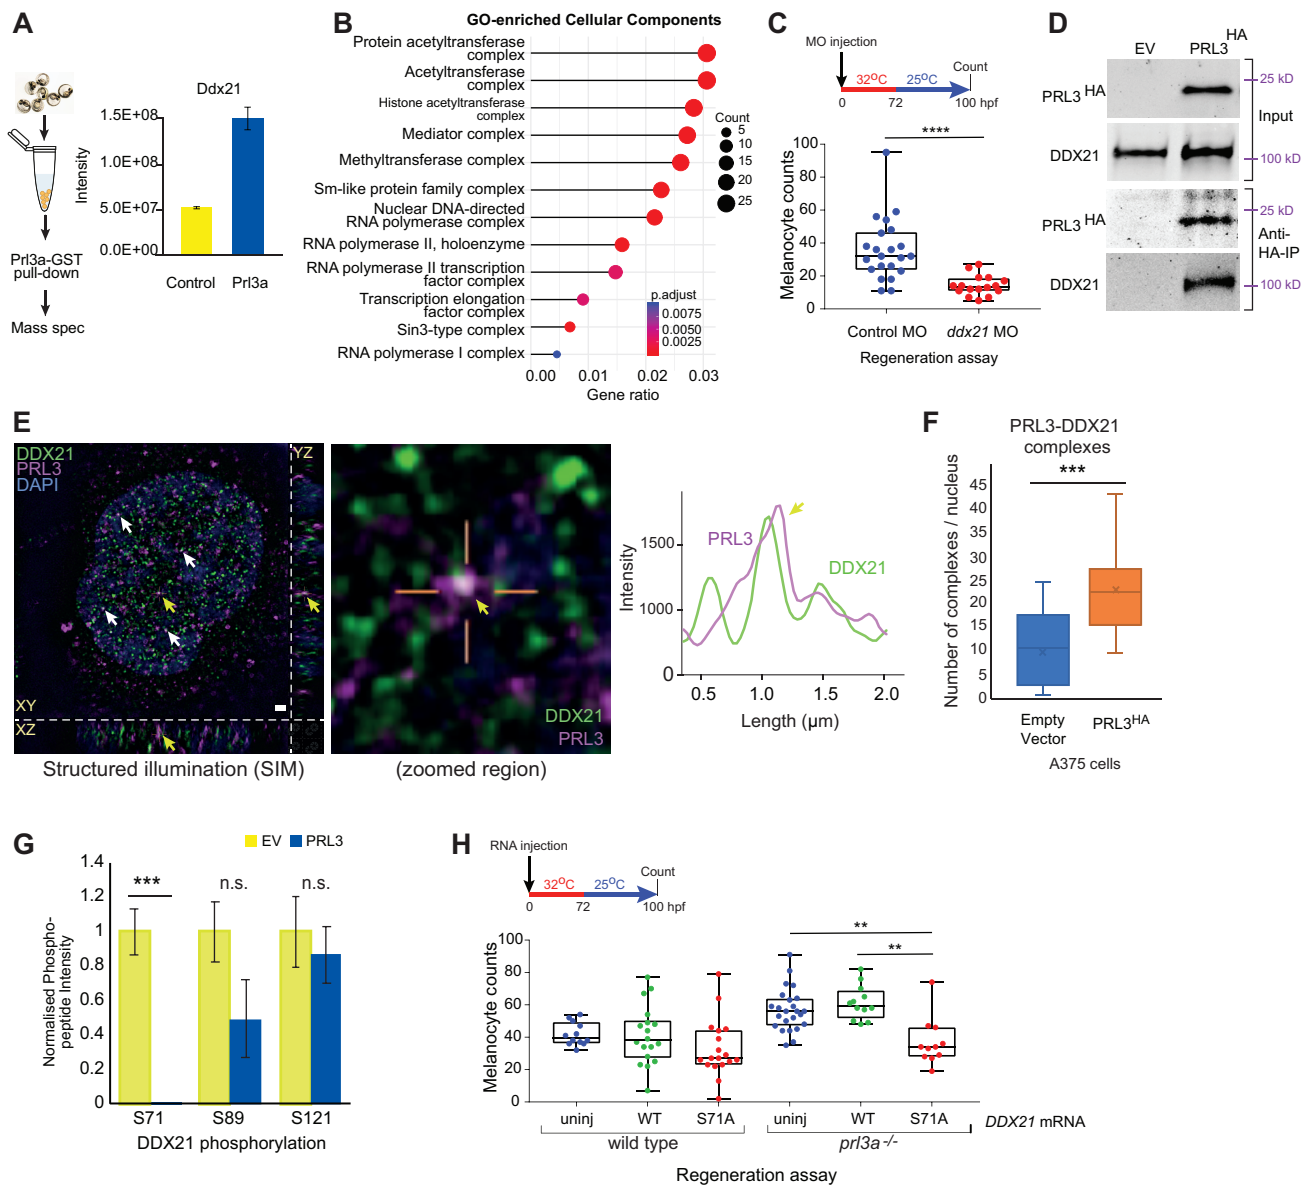 A
Ddx21
Intensity
1.5E+08
1.0E+08
5.0E+07
0.0E+00
Control
Prl3a
Prl3a-GST
pull-down
Mass spec
B
GO-enriched Cellular Components
Protein acetyltransferase
complex
Acetyltransferase
complex
Histone acetyltransferase
complex
Mediator complex
Methyltransferase complex
Sm-like protein family complex
Nuclear DNA-directed
RNA polymerase complex
RNA polymerase II, holoenzyme
RNA polymerase II transcription
factor complex
Transcription elongation
factor complex
Sin3-type complex
RNA polymerase I complex
0.00
0.01
0.02
0.03
Gene ratio
Count
5
10
15
20
25
p.adjust
0.0075
0.0050
0.0025
C
MO injection
Count
32ºC
25ºC
0
72
100 hpf
****
Melanocyte counts
100
80
60
40
20
0
Control MO
ddx21 MO
Regeneration assay
D
EV
PRL3 HA
PRL3 HA
25 kD
Input
DDX21
100 kD
PRL3 HA
25 kD
Anti-
HA-IP
DDX21
100 kD
E
DDX21
PRL3
DAPI
YZ
XY
XZ
Structured illumination (SIM)
DDX21
PRL3
(zoomed region)
Intensity
1500
1000
0
PRL3
DDX21
0.5
1.0
1.5
2.0
Length (µm)
F
PRL3-DDX21
complexes
***
Number of complexes / nucleus
45
40
35
30
25
20
15
10
5
0
Empty
Vector
PRL3HA
A375 cells
G
EV
PRL3
Normalised Phospho-
peptide Intensity
1.4
1.2
1
0.8
0.6
0.4
0.2
0
***
n.s.
n.s.
S71
S89
S121
DDX21 phosphorylation
H
RNA injection
Count
32ºC
25ºC
0
72
100 hpf
**
**
Melanocyte counts
100
80
60
40
20
0
uninj
WT
S71A
uninj
WT
S71A
DDX21 mRNA
wild type
prl3a-/-
Regeneration assay